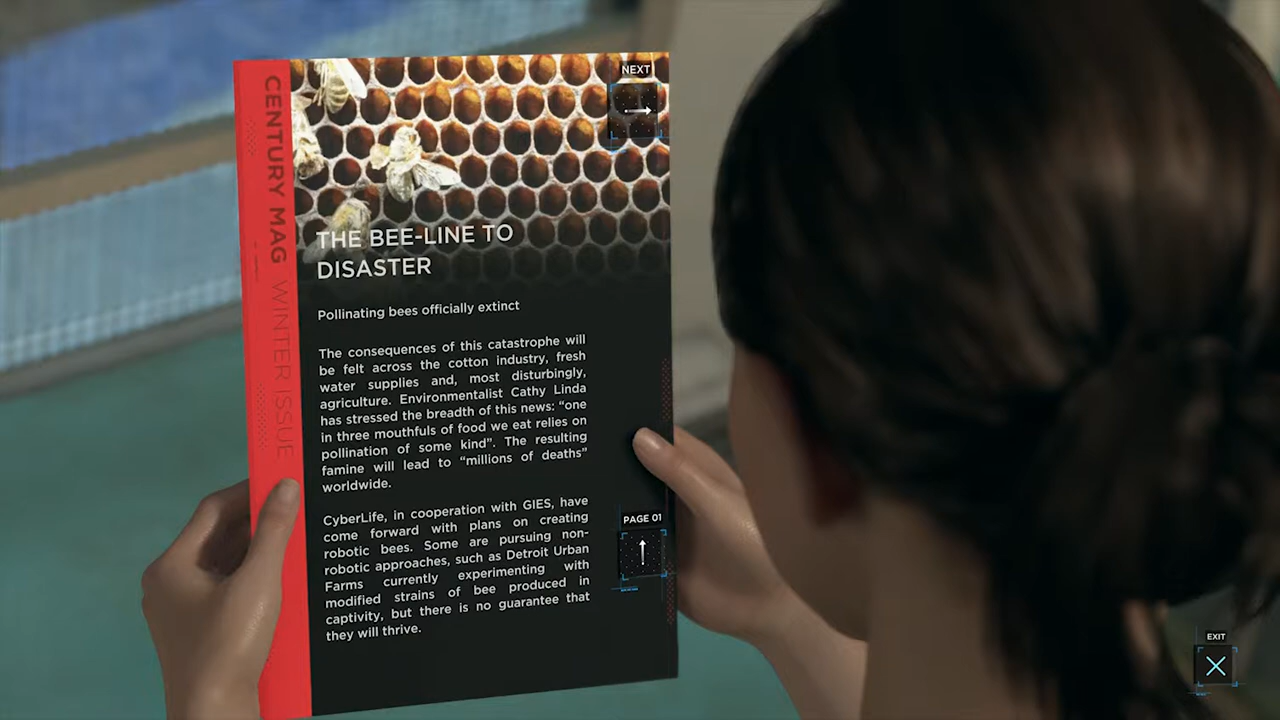 CENTURY MAG WINTER ISSUE
NEXT
THE BEE-LINE TO
DISASTER
Pollinating bees officially extinct
The consequences of this catastrophe will
be felt across the cotton industry, fresh
water supplies and, most disturbingly,
agriculture. Environmentalist Cathy Linda
has stressed the breadth of this news: “one
in three mouthfuls of food we eat relies on
pollination of some kind”. The resulting
famine will lead to “millions of deaths”
worldwide.
CyberLife, in cooperation with GIES, have
come forward with plans on creating
robotic bees. Some are pursuing non-
robotic approaches, such as Detroit Urban
Farms currently experimenting with
modified strains of bee produced in
captivity, but there is no guarantee that
they will thrive.
PAGE 01
EXIT